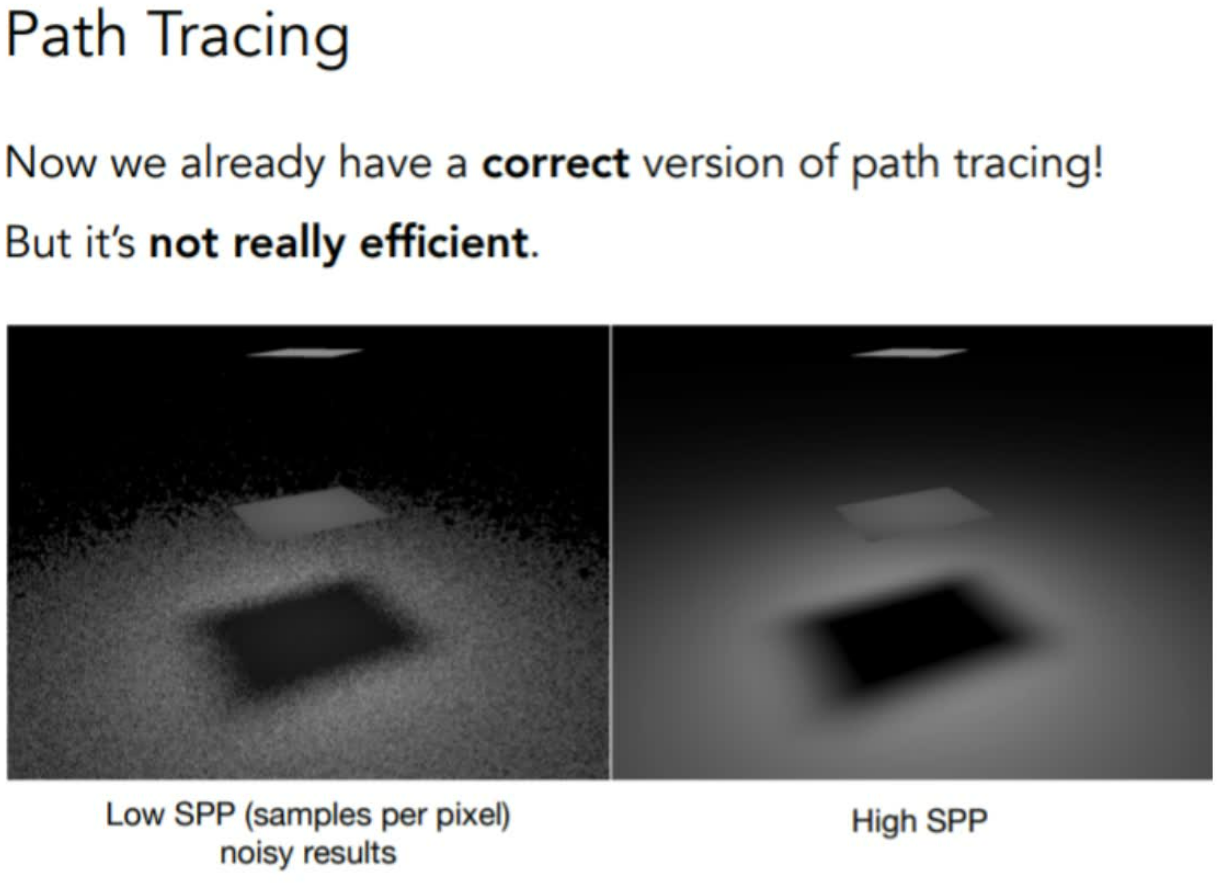 Path Tracing
Now we already have a correct version of path tracing!
But it’s not really efficient.
Low SPP (samples per pixel)
noisy results
High SPP